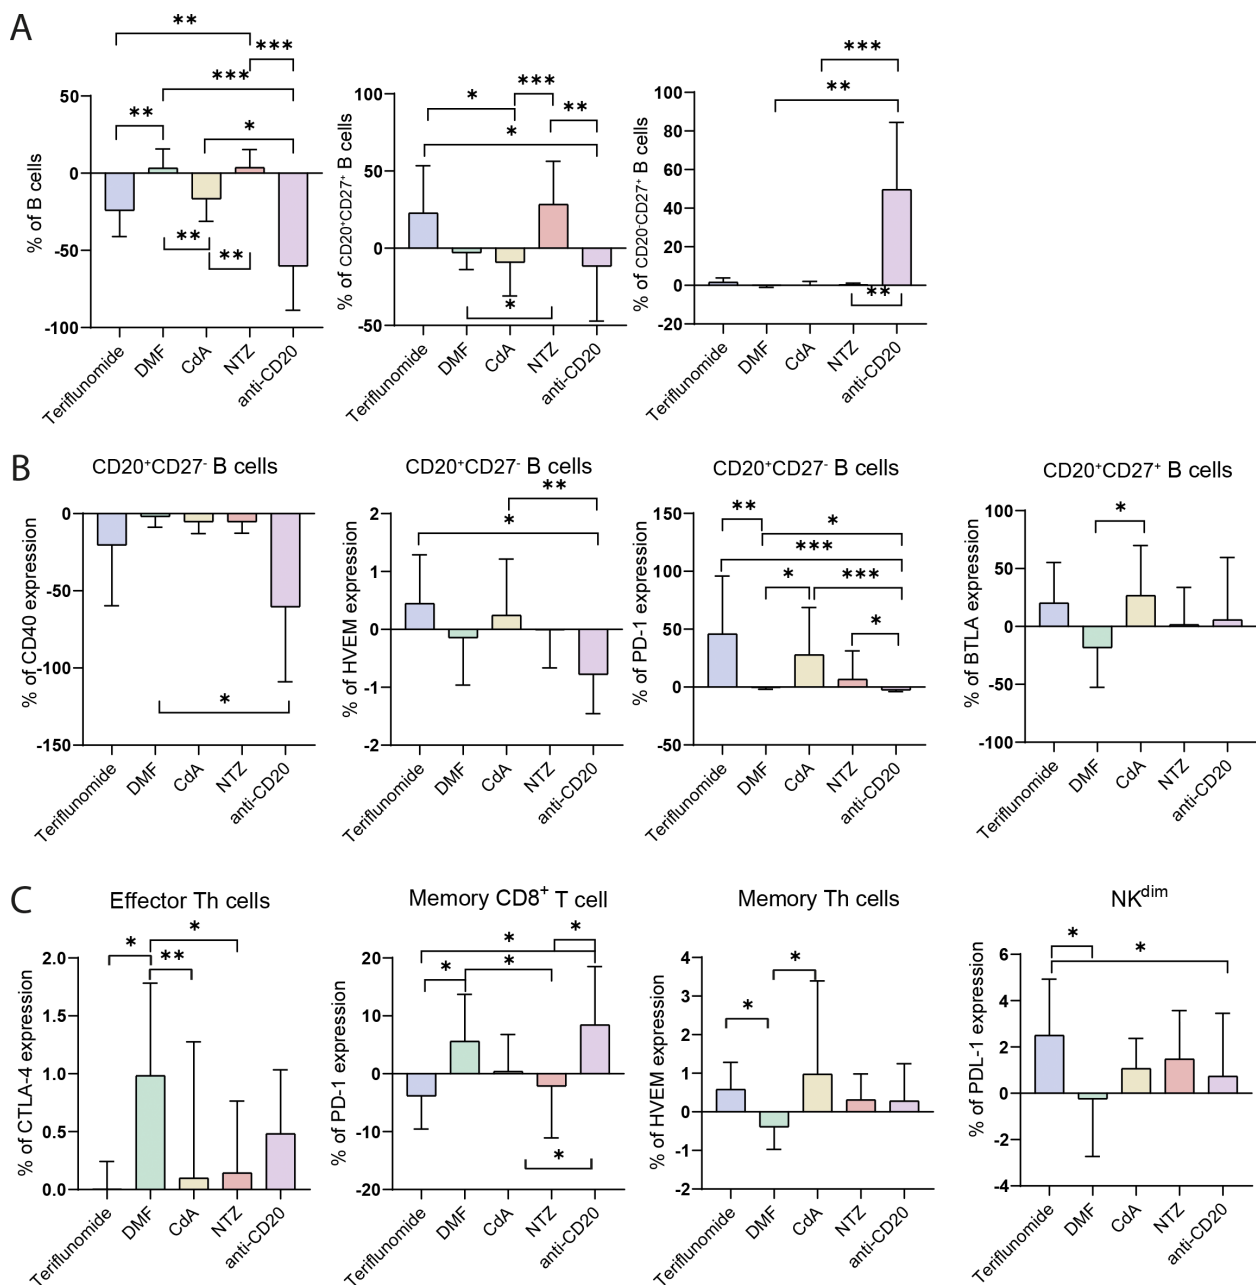 A
**
***
***
**
*
**
**
% of B cells
50
0
-50
-100
Teriflunomide
DMF
CdA
NTZ
anti-CD20
*
***
**
*
*
% of CD20⁺CD27⁺ B cells
100
50
0
-50
Teriflunomide
DMF
CdA
NTZ
anti-CD20
***
**
**
% of CD20⁻CD27⁺ B cells
100
80
60
40
20
0
-20
Teriflunomide
DMF
CdA
NTZ
anti-CD20
B
CD20⁺CD27⁻ B cells
% of CD40 expression
0
-50
-100
-150
*
Teriflunomide
DMF
CdA
NTZ
anti-CD20
CD20⁺CD27⁻ B cells
**
*
% of HVEM expression
2
1
0
-1
-2
Teriflunomide
DMF
CdA
NTZ
anti-CD20
CD20⁺CD27⁻ B cells
**
*
***
*
***
*
% of PD-1 expression
150
100
50
0
-50
Teriflunomide
DMF
CdA
NTZ
anti-CD20
CD20⁺CD27⁺ B cells
*
% of BTLA expression
100
50
0
-50
-100
Teriflunomide
DMF
CdA
NTZ
anti-CD20
C
Effector Th cells
*
*
**
% of CTLA-4 expression
2.0
1.5
1.0
0.5
0.0
Teriflunomide
DMF
CdA
NTZ
anti-CD20
Memory CD8⁺ T cell
*
*
*
*
*
% of PD-1 expression
20
10
0
-10
-20
Teriflunomide
DMF
CdA
NTZ
anti-CD20
Memory Th cells
*
*
% of HVEM expression
4
3
2
1
0
-1
-2
Teriflunomide
DMF
CdA
NTZ
anti-CD20
NKᵈⁱᵐ
*
*
% of PDL-1 expression
6
4
2
0
-2
-4
Teriflunomide
DMF
CdA
NTZ
anti-CD20